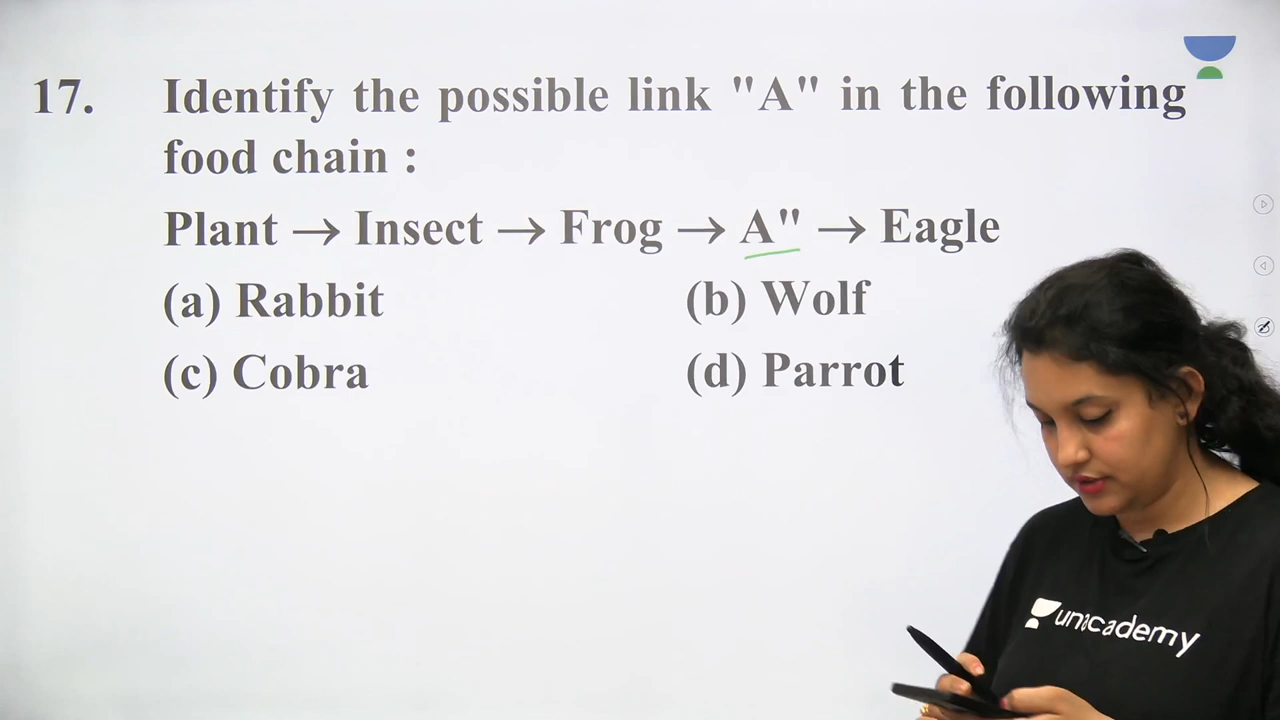 17. Identify the possible link "A" in the following
food chain :
Plant → Insect → Frog → A" → Eagle
(a) Rabbit (b) Wolf
(c) Cobra (d) Parrot
unacademy